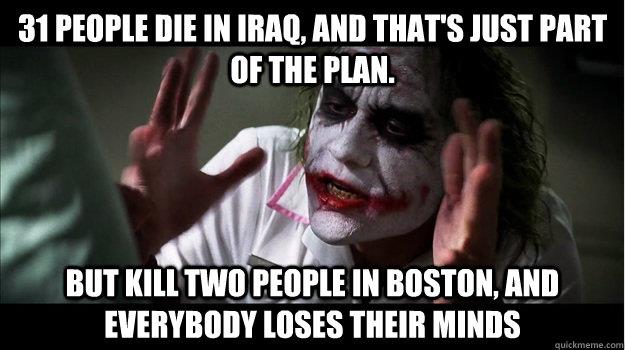 31 PEOPLE DIE IN IRAQ, AND THAT'S JUST PART
OF THE PLAN.
BUT KILL TWO PEOPLE IN BOSTON, AND
EVERYBODY LOSES THEIR MINDS
quickmeme.com